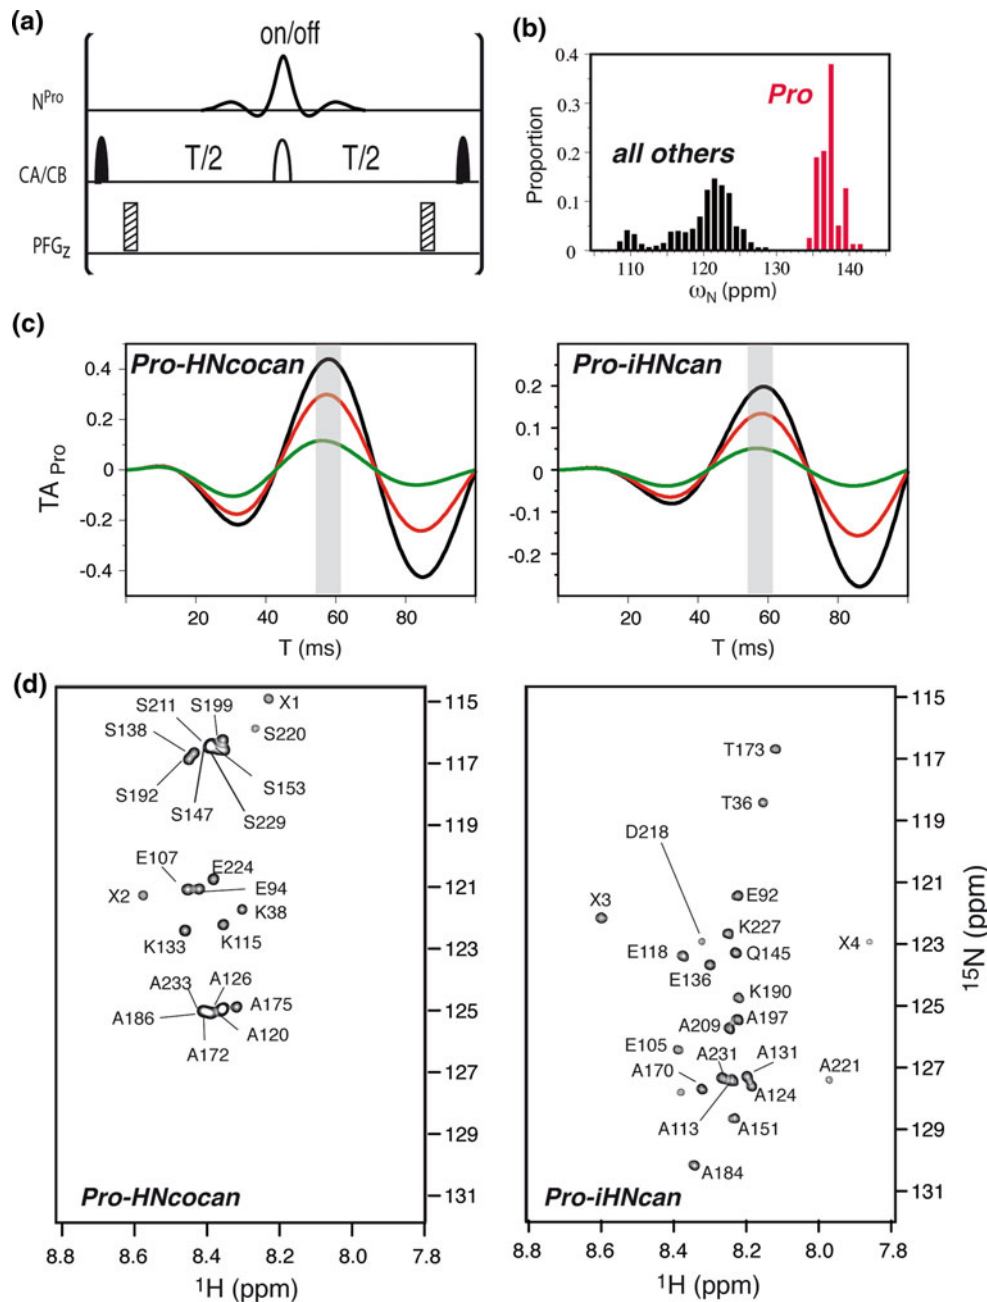 (a)
on/off
N^Pro
T/2 T/2
CA/CB
PFG_Z
(b)
0.4
0.3
0.2
0.1
0
Proportion
all others
Pro
110 120 130 140
ω_N (ppm)
(c)
Pro-HNcocan
0.4
0.2
0
-0.2
-0.4
TA Pro
0 20 40 60 80
T (ms)
Pro-iHNcan
0.2
0.1
0
-0.1
-0.2
0 20 40 60 80
T (ms)
(d)
S211 S199 X1
S138 S220
S192 S153
S147 S229
E107 E224
X2 E94
K38
K133 K115
A233 A126
A186 A175
A120
A172
Pro-HNcocan
115
117
119
121
123
125
127
129
131
8.8 8.6 8.4 8.2 8.0 7.8
¹H (ppm)
T173
T36
D218
X3 E92
K227 X4
E118 Q145
E136
K190
A209 A197
E105
A231 A131
A170 A221
A124
A113 A151
A184
Pro-iHNcan
115
117
119
121
123
125
127
129
131
¹⁵N (ppm)
8.8 8.6 8.4 8.2 8.0 7.8
¹H (ppm)